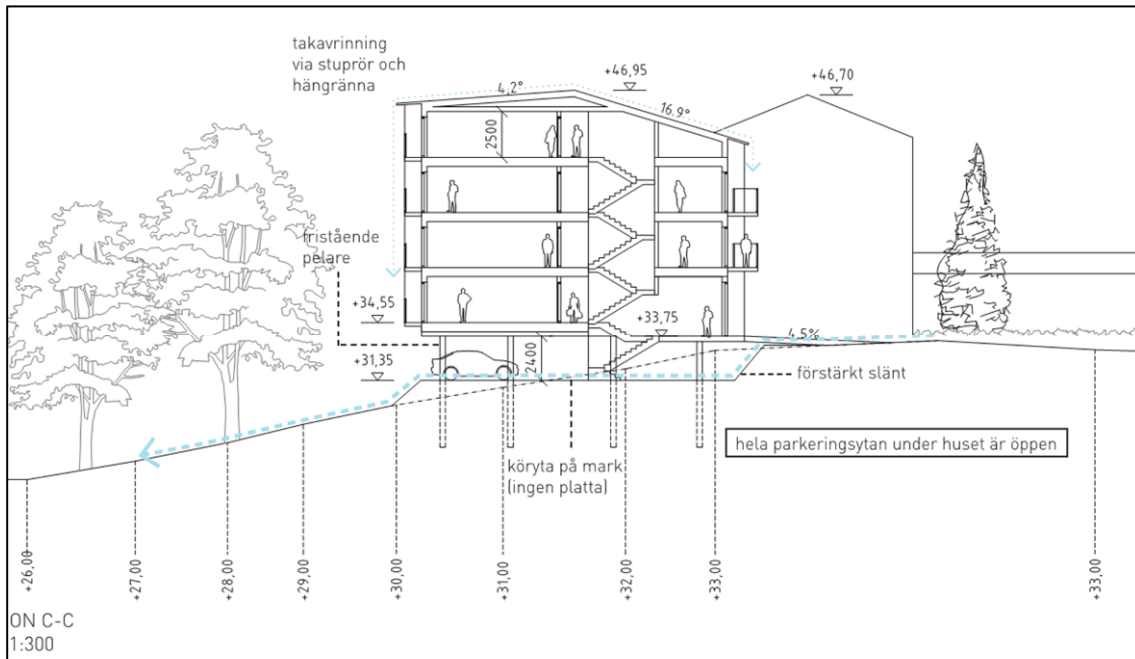 takavrinning
via stuprör och
hängränna
+46,95
+46,70
4,2°
16.9°
2500
fristående
pelare
+34,55
+33,75
4.5%
2400
+31,35
förstärkt slänt
hela parkeringsytan under huset är öppen
köryta på mark
(ingen platta)
+26,00
+27,00
+28,00
+29,00
+30,00
+31,00
+32,00
+33,00
+33,00
ON C-C
1:300